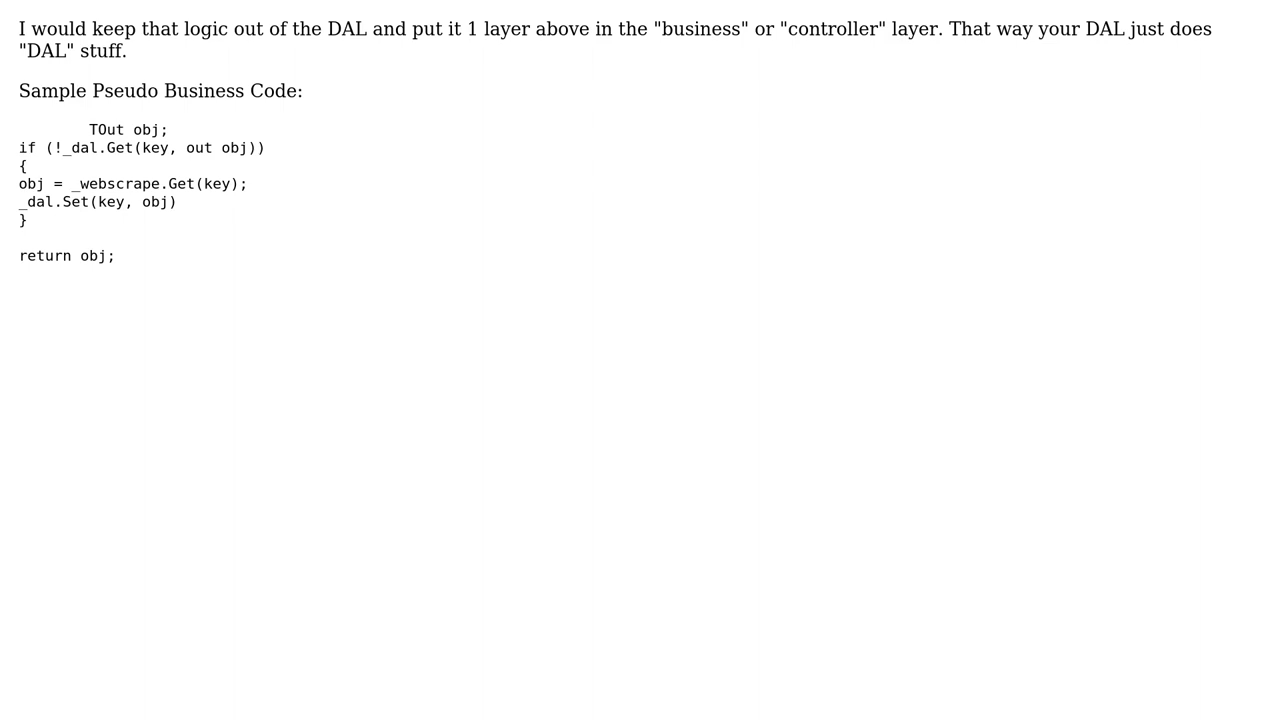 I would keep that logic out of the DAL and put it 1 layer above in the "business" or "controller" layer. That way your DAL just does
"DAL" stuff.
Sample Pseudo Business Code:
        TOut obj;
if (!_dal.Get(key, out obj))
{
obj = _webscrape.Get(key);
_dal.Set(key, obj)
}
return obj;